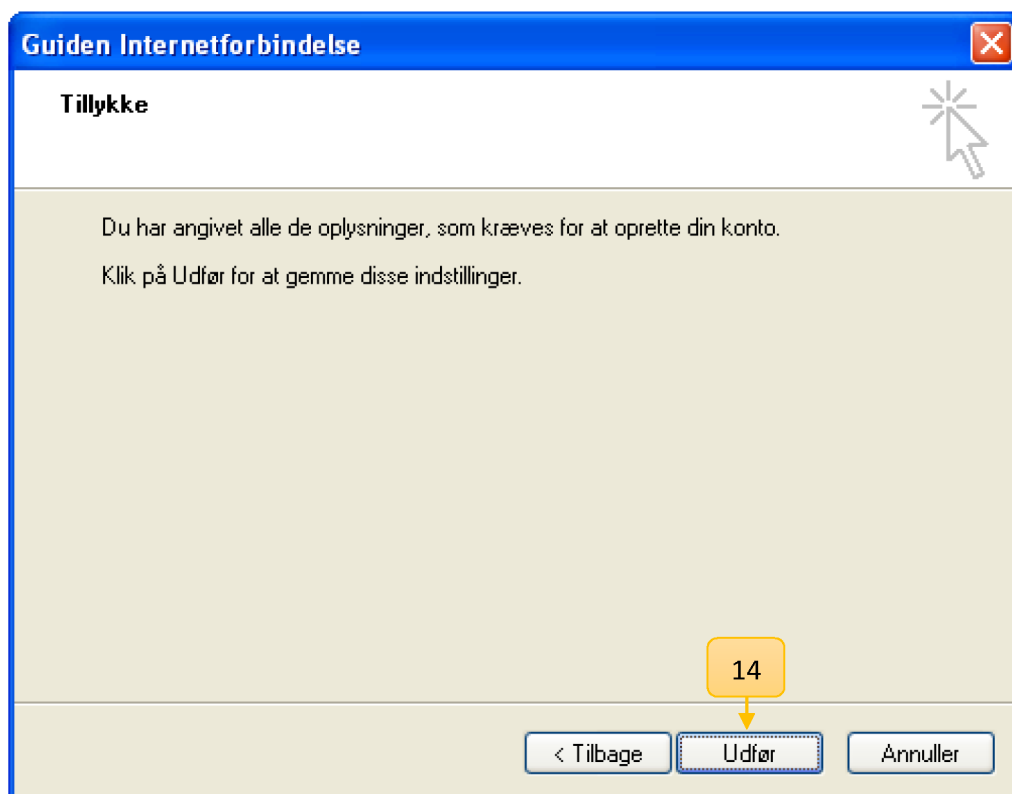 Guiden Internetforbindelse
Tillykke
Du har angivet alle de oplysninger, som kræves for at oprette din konto.
Klik på Udfør for at gemme disse indstillinger.
14
< Tilbage
Udfør
Annuller